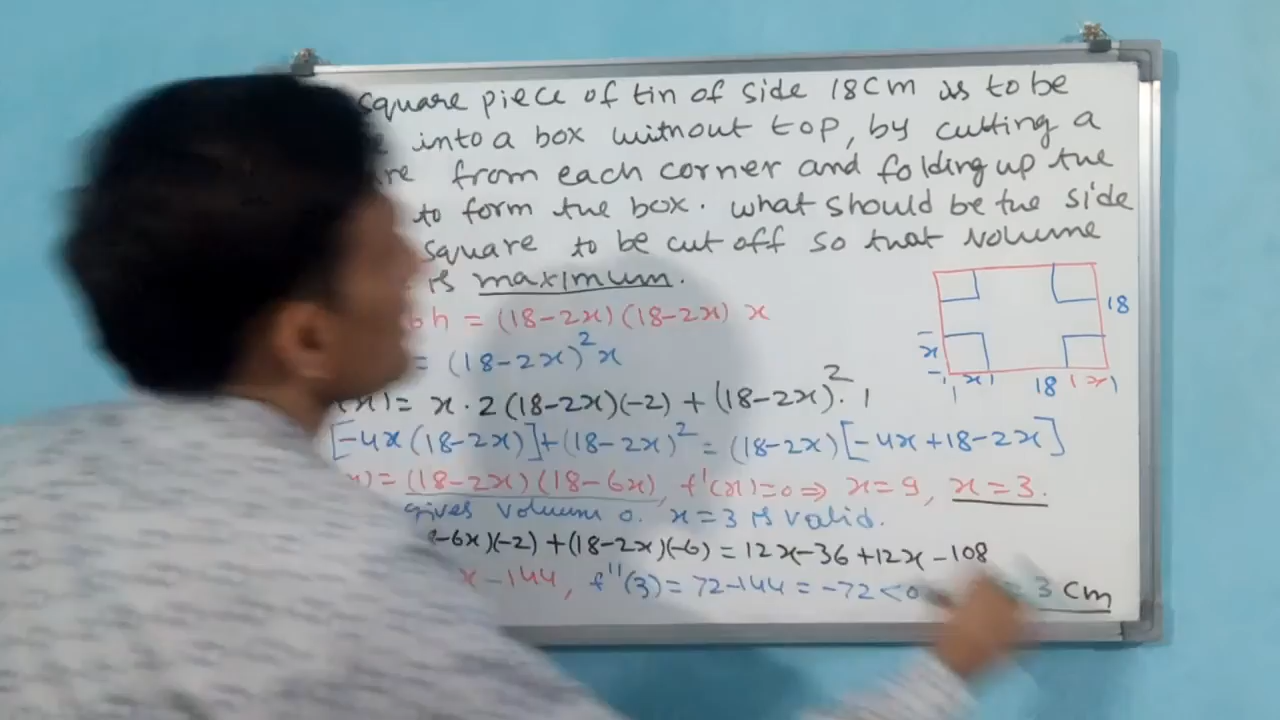 square piece of tin of side 18cm is to be
into a box without top, by cutting a
from each corner and folding up the
to form the box. what should be the side
square to be cut off so that volume
is maximum.
bh = (18-2x)(18-2x) x
= (18-2x)²x
(x) = x·2(18-2x)(-2) + (18-2x)²·1
[-4x(18-2x)]+(18-2x)² = (18-2x)[-4x+18-2x]
) = (18-2x)(18-6x), f'(x)=0 ⇒ x=9, x=3.
gives volume 0. x=3 is valid.
-6x)(-2) + (18-2x)(-6) = 12x-36+12x-108
x-144, f''(3) = 72-144 = -72<0 = 3 cm
18
x
x 18 x